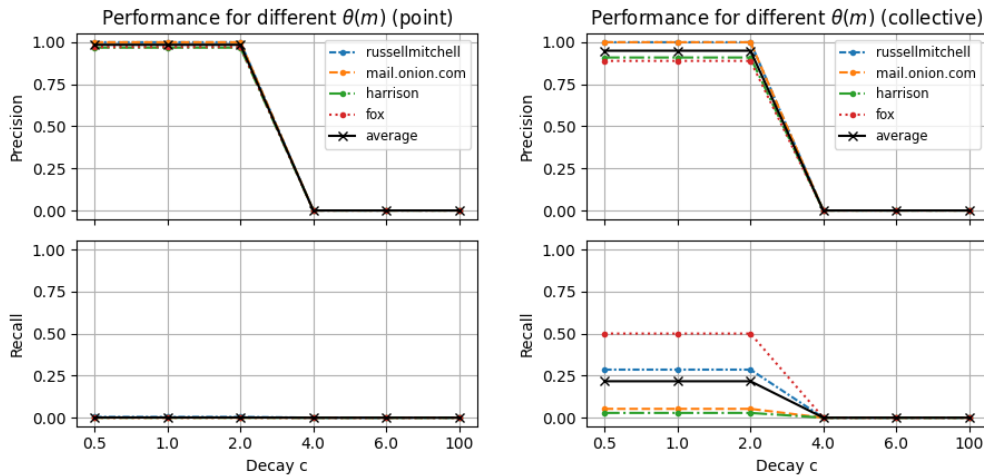 Performance for different θ(m) (point)
Precision
1.00
0.75
0.50
0.25
0.00
russellmitchell
mail.onion.com
harrison
fox
average
Recall
1.00
0.75
0.50
0.25
0.00
0.5 1.0 2.0 4.0 6.0 100
Decay c
Performance for different θ(m) (collective)
Precision
1.00
0.75
0.50
0.25
0.00
russellmitchell
mail.onion.com
harrison
fox
average
Recall
1.00
0.75
0.50
0.25
0.00
0.5 1.0 2.0 4.0 6.0 100
Decay c